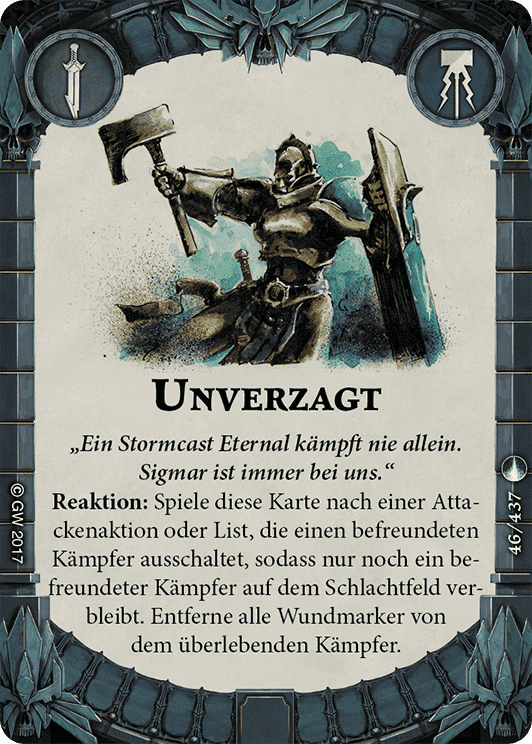 Unverzagt
„Ein Stormcast Eternal kämpft nie allein.
Sigmar ist immer bei uns.“
Reaktion: Spiele diese Karte nach einer Atta-
ckenaktion oder List, die einen befreundeten
Kämpfer ausschaltet, sodass nur noch ein be-
freundeter Kämpfer auf dem Schlachtfeld ver-
bleibt. Entferne alle Wundmarker von
dem überlebenden Kämpfer.
© GW 2017
46/437